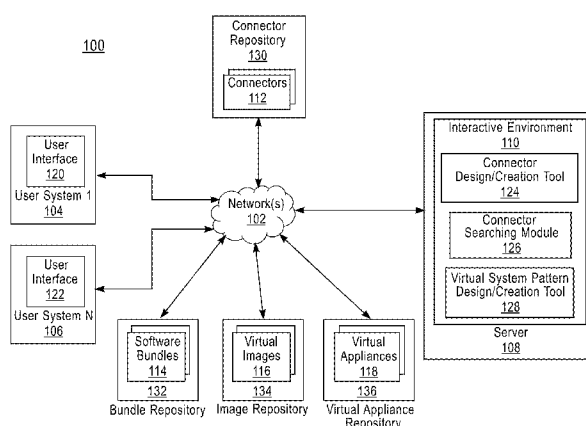 100
Connector
Repository
130
Connectors
112
User
Interface
120
User System 1
104
User
Interface
122
User System N
106
Network(s)
102
Interactive Environment
110
Connector
Design/Creation Tool
124
Connector
Searching Module
126
Virtual System Pattern
Design/Creation Tool
128
Server
108
Software
Bundles
114
132
Bundle Repository
Virtual
Images
116
134
Image Repository
Virtual
Appliances
118
136
Virtual Appliance
Repository